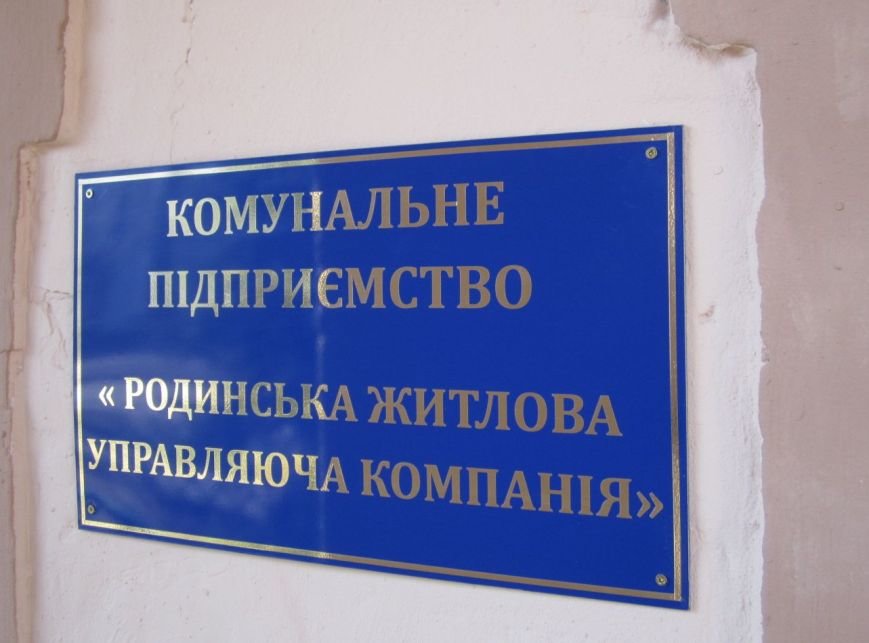 КОМУНАЛЬНЕ
ПІДПРИЄМСТВО
« РОДИНСЬКА ЖИТЛОВА
УПРАВЛЯЮЧА КОМПАНІЯ»